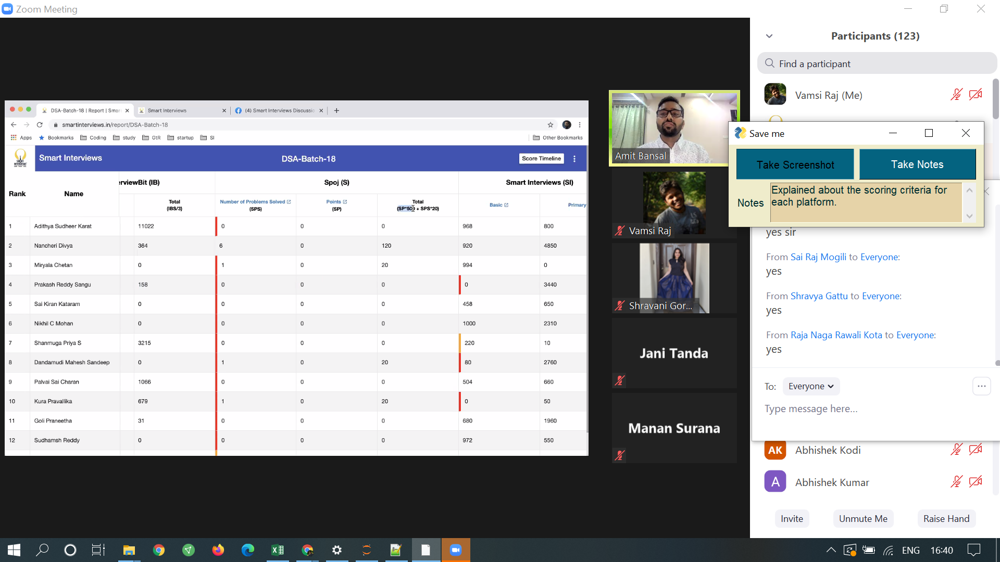 Zoom Meeting
DSA-Batch-18 | Report | Smar
Smart Interviews
(4) Smart Interviews Discussio
smartinterviews.in/report/DSA-Batch-18
Apps
Bookmarks
Coding
study
GtR
startup
SI
Other Bookmarks
Smart Interviews
DSA-Batch-18
Score Timeline
Rank
Name
erviewBit (IB)
Spoj (S)
Smart Interviews (SI)
Total
(IBS/3)
Number of Problems Solved
(SPS)
Points
(SP)
Total
(SP*500 + SPS*20)
Basic
Primary
1 Adithya Sudheer Karat 11022 0 0 0 968 800
2 Nancheri Divya 364 6 0 120 920 4850
3 Miryala Chetan 0 1 0 20 994 0
4 Prakash Reddy Sangu 158 0 0 0 0 3440
5 Sai Kiran Kataram 0 0 0 0 458 650
6 Nikhil C Mohan 0 0 0 0 1000 2310
7 Shanmuga Priya S 3215 0 0 0 220 10
8 Dandamudi Mahesh Sandeep 0 1 0 20 80 2760
9 Palvai Sai Charan 1066 0 0 0 504 660
10 Kura Pravallika 679 1 0 20 0 50
11 Goli Praneetha 31 0 0 0 680 1960
12 Sudhamsh Reddy 0 0 0 0 972 550
Amit Bansal
Vamsi Raj
Shravani Gor...
Jani Tanda
Manan Surana
Participants (123)
Find a participant
Vamsi Raj (Me)
Save me
Take Screenshot
Take Notes
Notes
Explained about the scoring criteria for
each platform.
yes sir
From Sai Raj Mogili to Everyone:
yes
From Shravya Gattu to Everyone:
yes
From Raja Naga Rawali Kota to Everyone:
yes
To: Everyone
Type message here...
AK Abhishek Kodi
A Abhishek Kumar
Invite
Unmute Me
Raise Hand
ENG
16:40